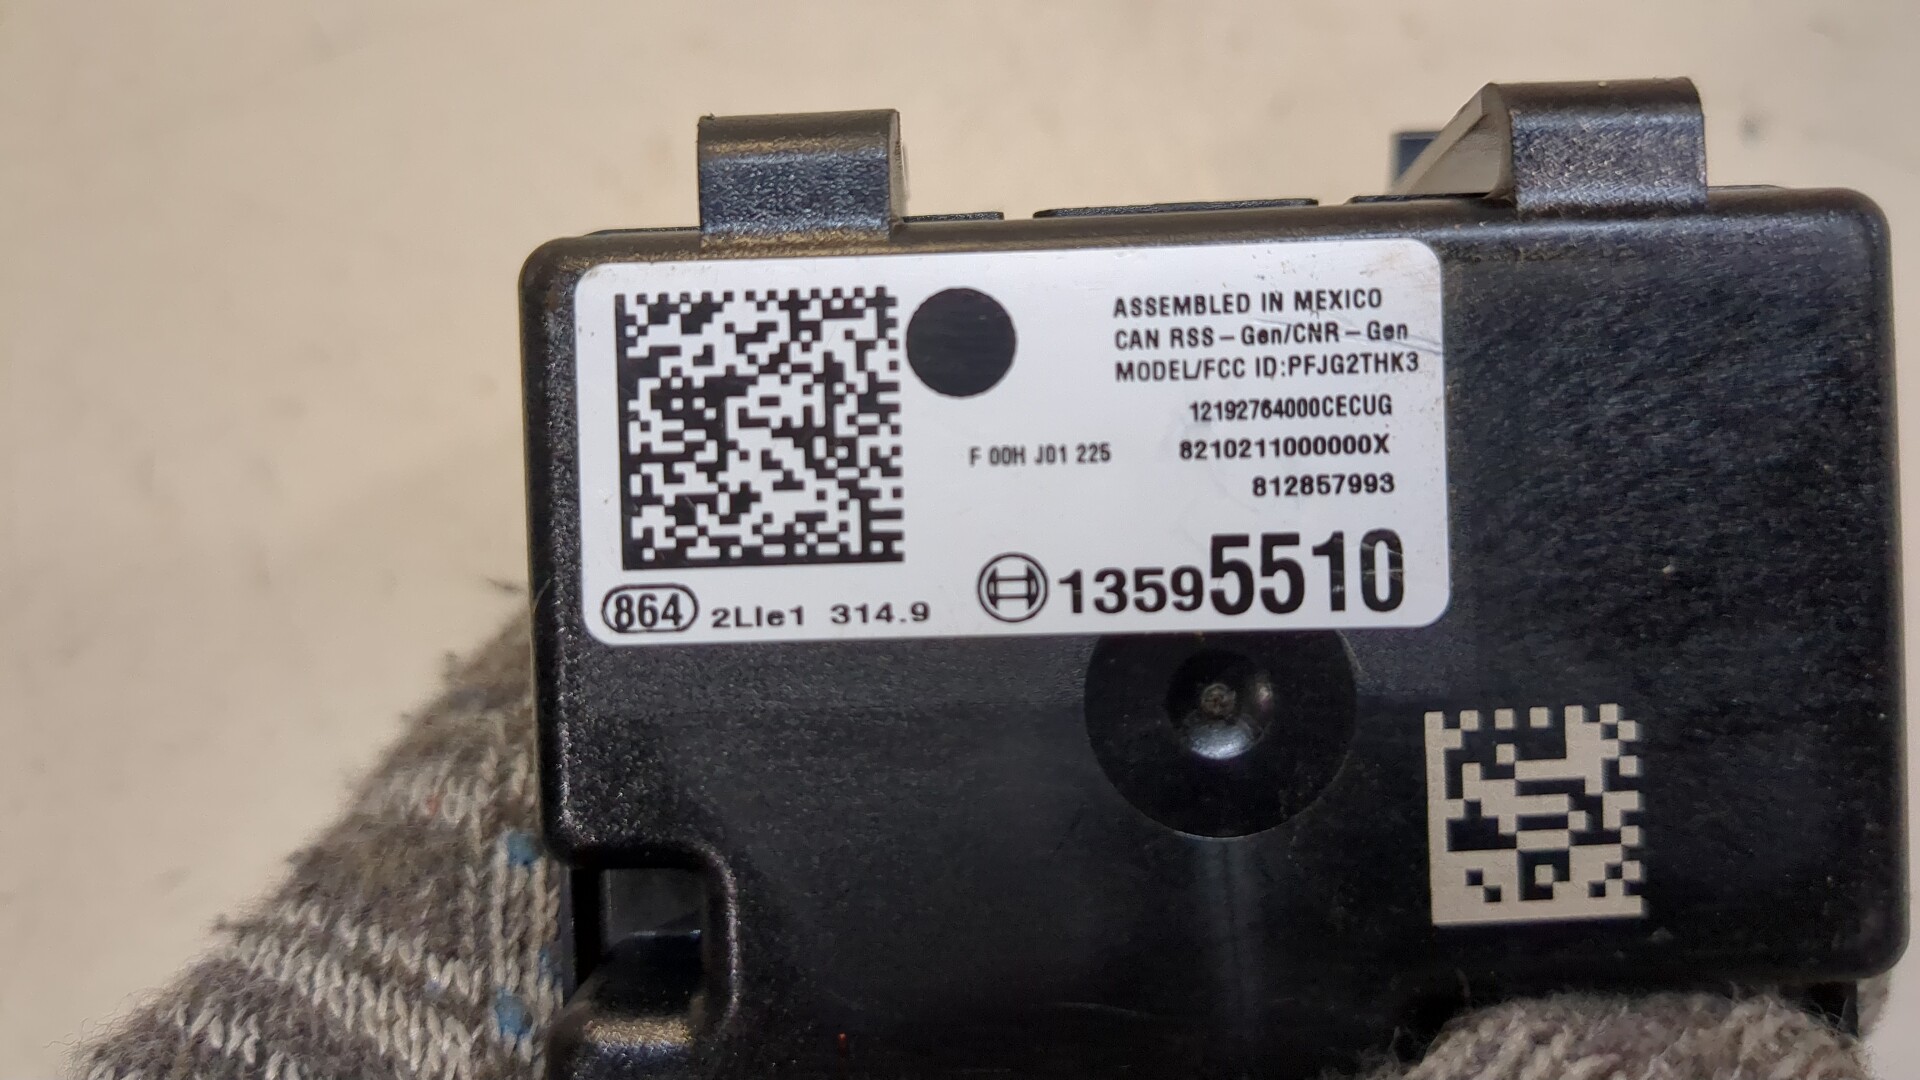 ASSEMBLED IN MEXICO
CAN RSS-Gen/CNR-Gen
MODEL/FCC ID:PFJG2THK3
12192764000CECUG
F 00H J01 225 8210211000000X
812857993
864 2LIe1 314.9 13595510